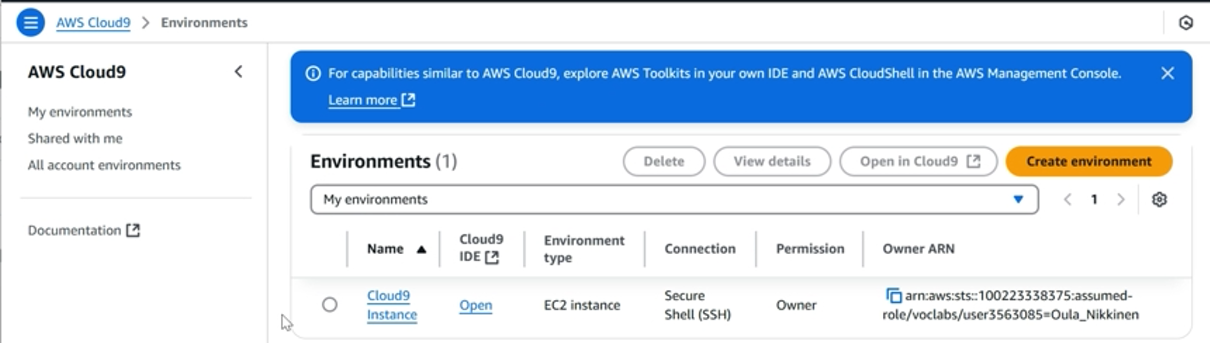 AWS Cloud9 > Environments
AWS Cloud9
My environments
Shared with me
All account environments
Documentation
For capabilities similar to AWS Cloud9, explore AWS Toolkits in your own IDE and AWS CloudShell in the AWS Management Console.
Learn more
Environments (1)
Delete
View details
Open in Cloud9
Create environment
My environments
1
Name
Cloud9
IDE
Environment
type
Connection
Permission
Owner ARN
Cloud9
Instance
Open
EC2 instance
Secure
Shell (SSH)
Owner
arn:aws:sts::100223338375:assumed-
role/voclabs/user3563085=Oula_Nikkinen